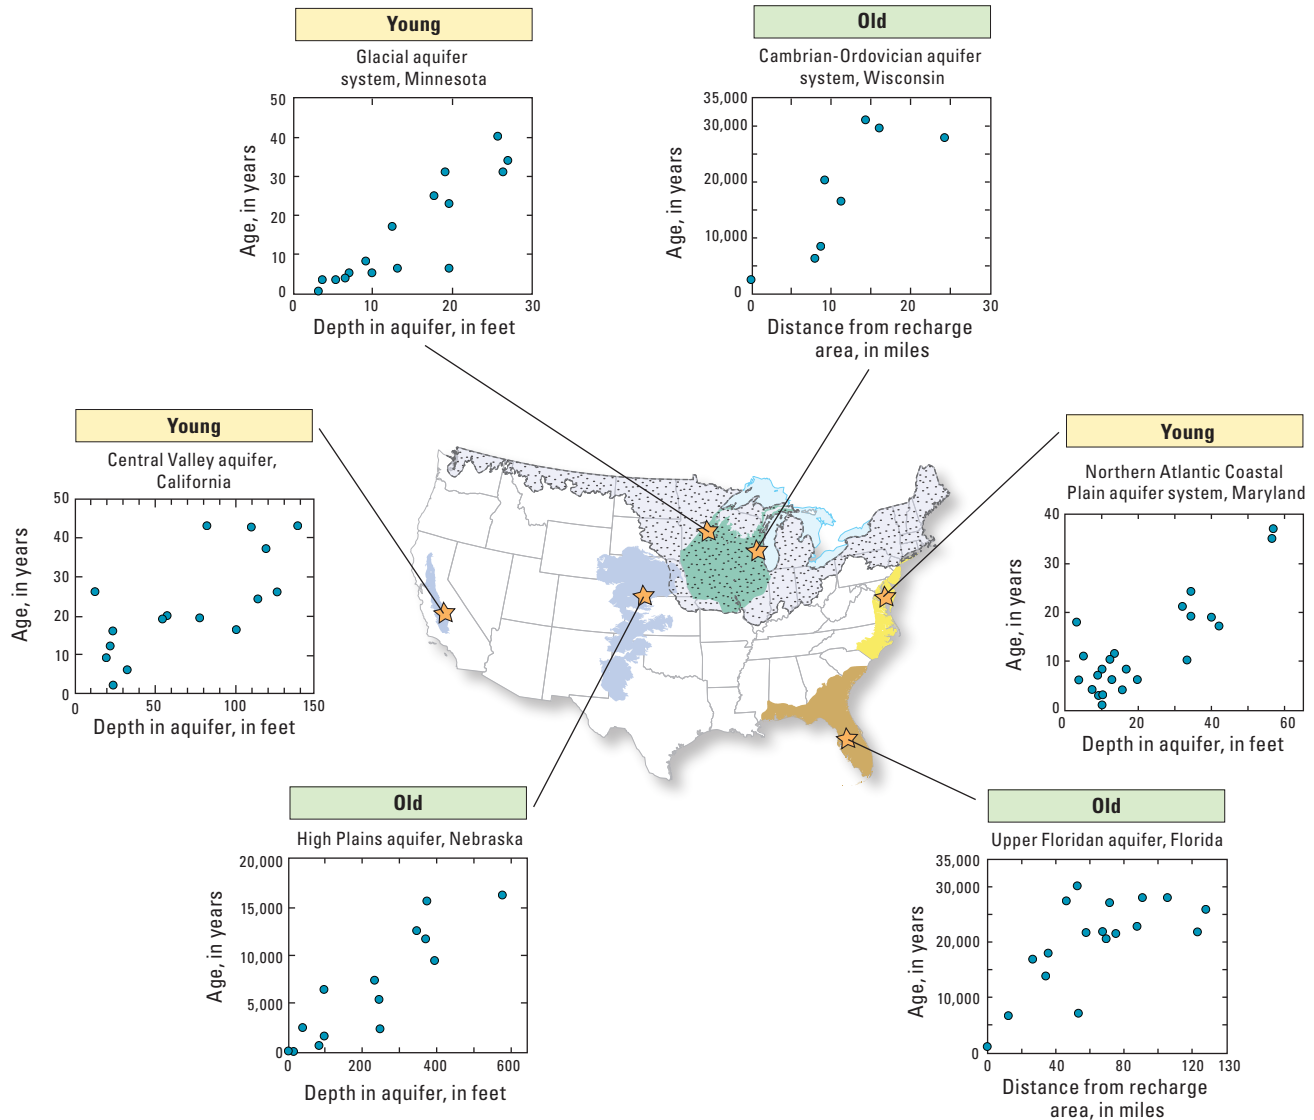 Young
Glacial aquifer
system, Minnesota
50
40
30
20
10
0
Age, in years
0 10 20 30
Depth in aquifer, in feet
Old
Cambrian-Ordovician aquifer
system, Wisconsin
35,000
30,000
20,000
10,000
0
Age, in years
0 10 20 30
Distance from recharge
area, in miles
Young
Central Valley aquifer,
California
50
40
30
20
10
0
Age, in years
0 50 100 150
Depth in aquifer, in feet
Young
Northern Atlantic Coastal
Plain aquifer system, Maryland
40
30
20
10
0
Age, in years
0 20 40 60
Depth in aquifer, in feet
Old
High Plains aquifer, Nebraska
20,000
15,000
10,000
5,000
0
Age, in years
0 200 400 600
Depth in aquifer, in feet
Old
Upper Floridan aquifer, Florida
35,000
30,000
20,000
10,000
0
Age, in years
0 40 80 120 130
Distance from recharge
area, in miles